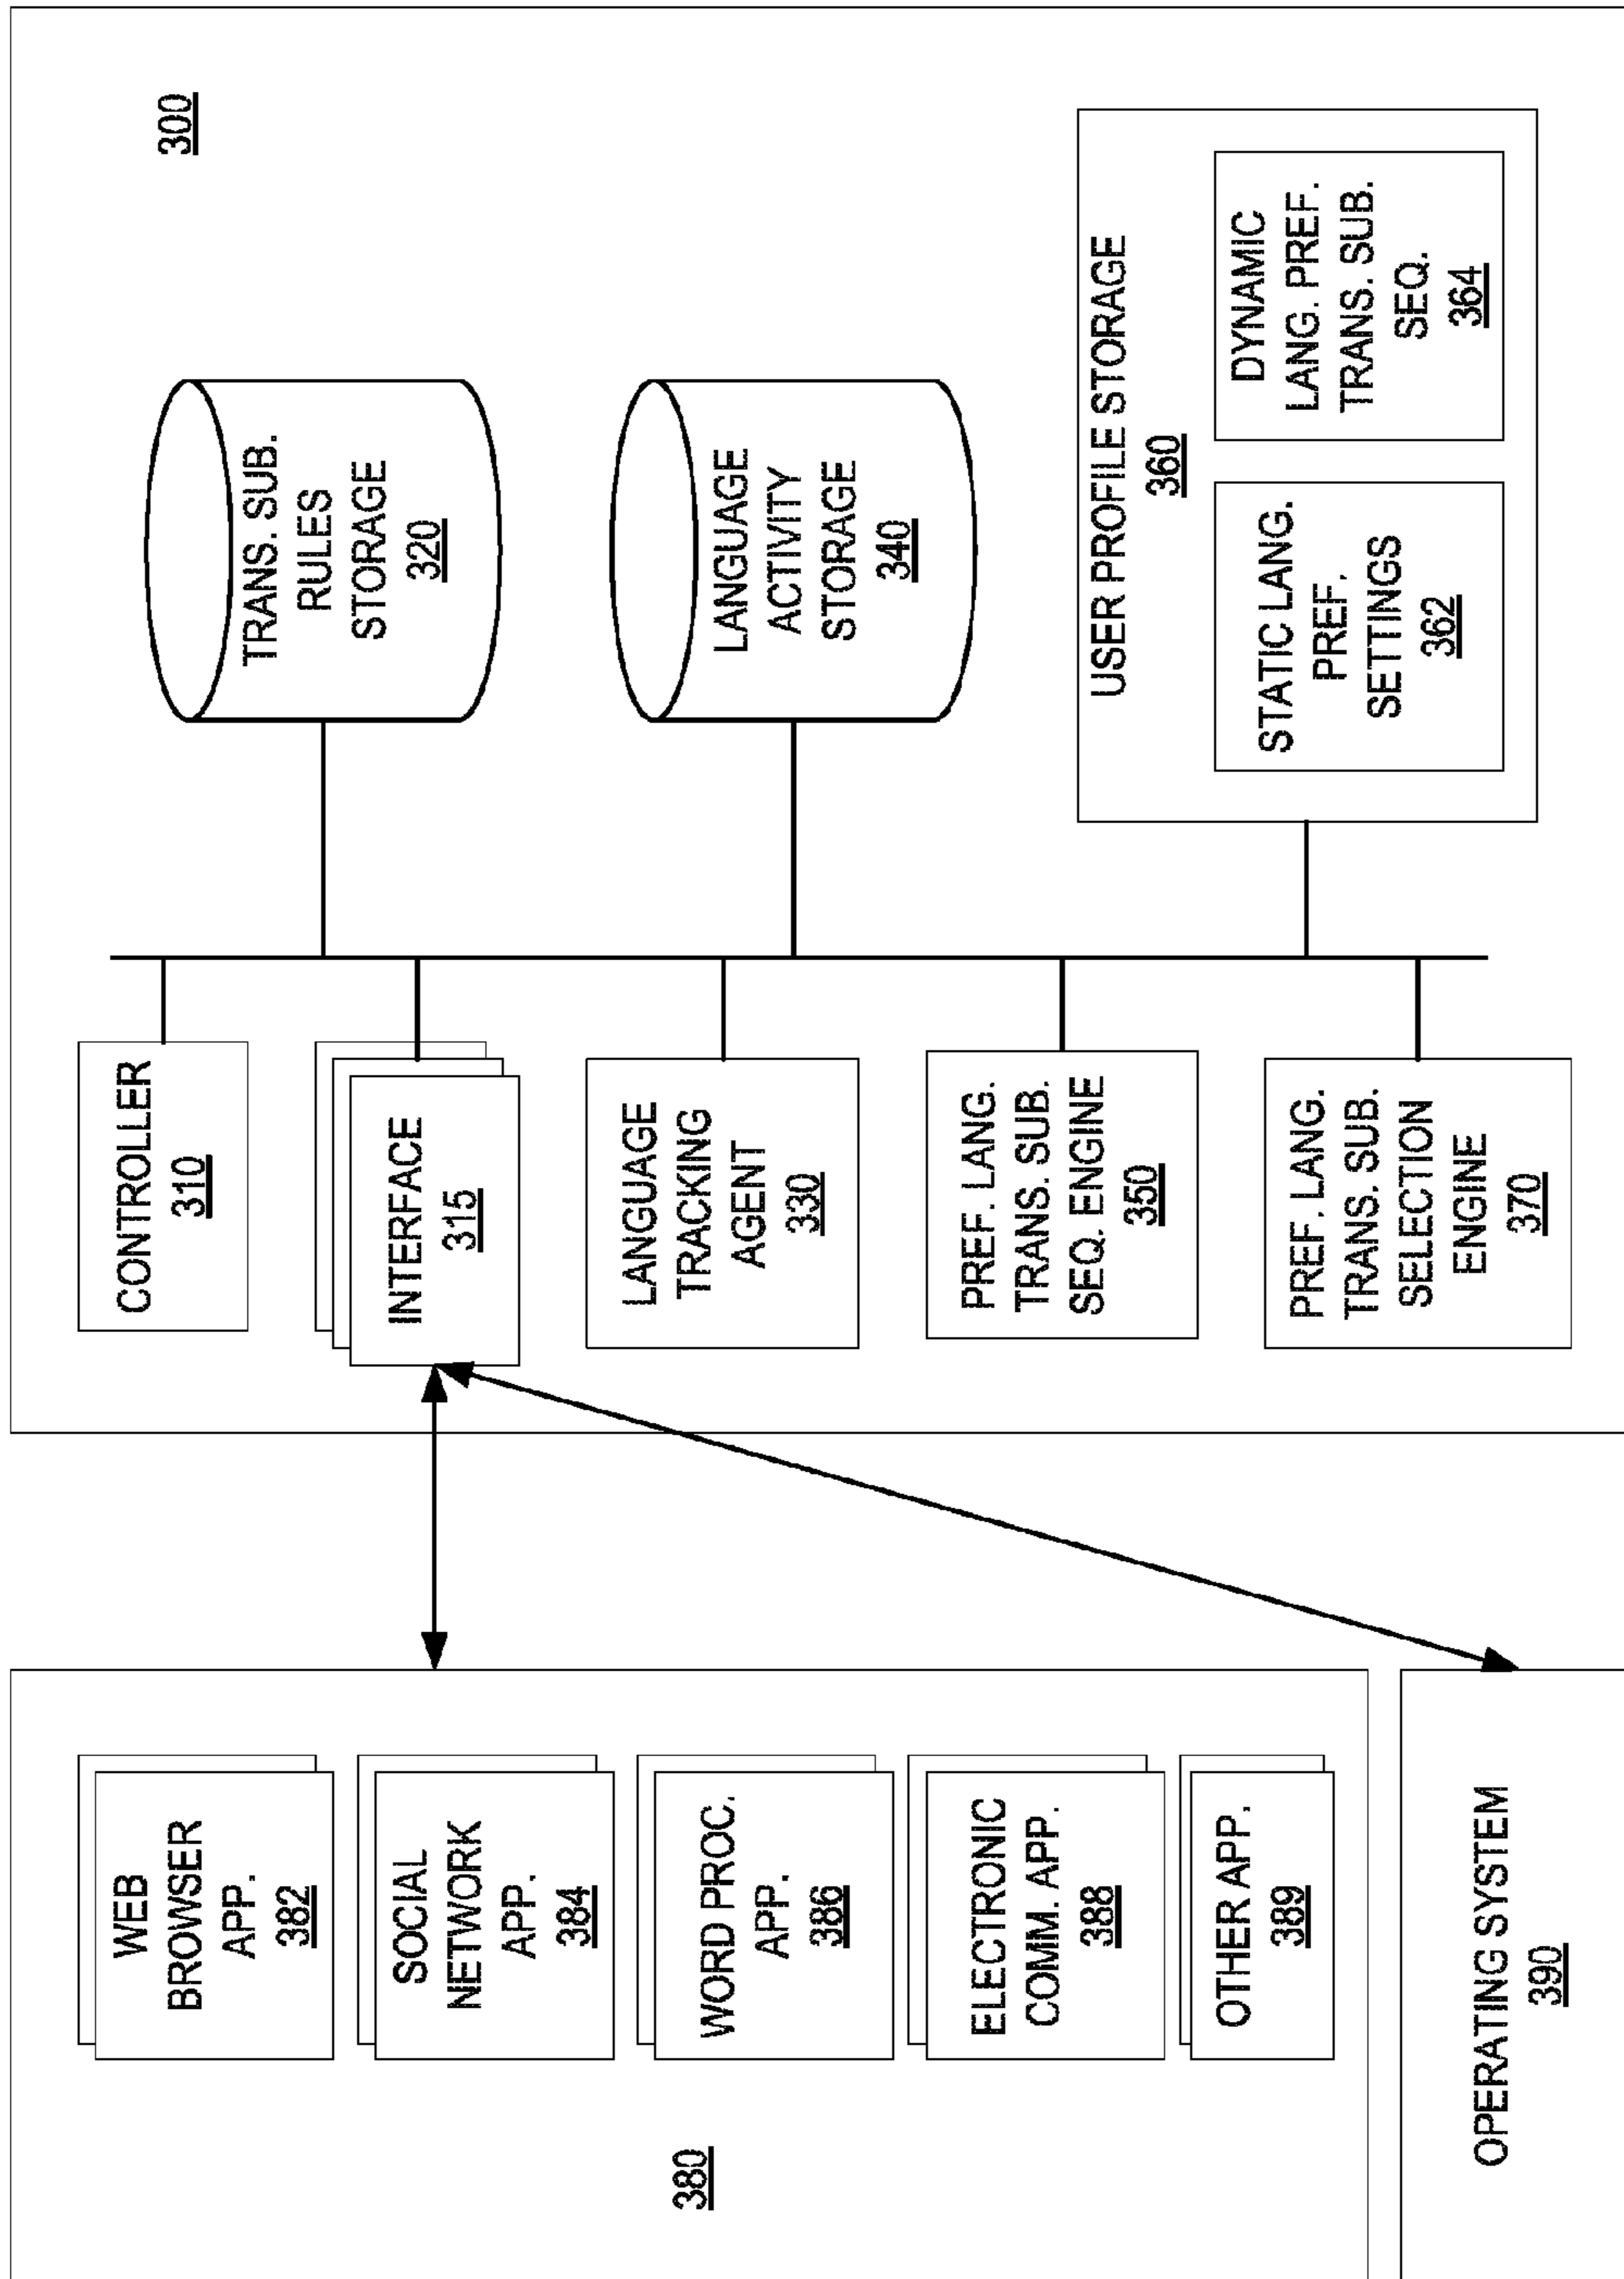 300
CONTROLLER
310
INTERFACE
315
LANGUAGE
TRACKING
AGENT
330
PREF. LANG.
TRANS. SUB.
SEQ. ENGINE
350
PREF. LANG.
TRANS. SUB.
SELECTION
ENGINE
370
TRANS. SUB.
RULES
STORAGE
320
LANGUAGE
ACTIVITY
STORAGE
340
USER PROFILE STORAGE
360
STATIC LANG.
PREF.
SETTINGS
362
DYNAMIC
LANG. PREF.
TRANS. SUB.
SEQ.
364
380
WEB
BROWSER
APP.
382
SOCIAL
NETWORK
APP.
384
WORD PROC.
APP.
386
ELECTRONIC
COMM. APP.
388
OTHER APP.
389
OPERATING SYSTEM
390